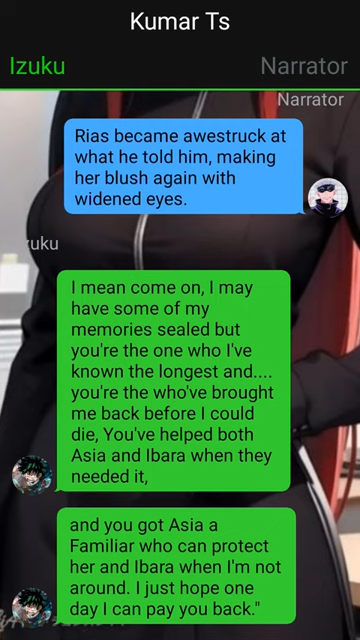 Kumar Ts
Izuku
Narrator
Narrator
Rias became awestruck at
what he told him, making
her blush again with
widened eyes.
zuku
I mean come on, I may
have some of my
memories sealed but
you're the one who I've
known the longest and....
you're the who've brought
me back before I could
die, You've helped both
Asia and Ibara when they
needed it,
and you got Asia a
Familiar who can protect
her and Ibara when I'm not
around. I just hope one
day I can pay you back."